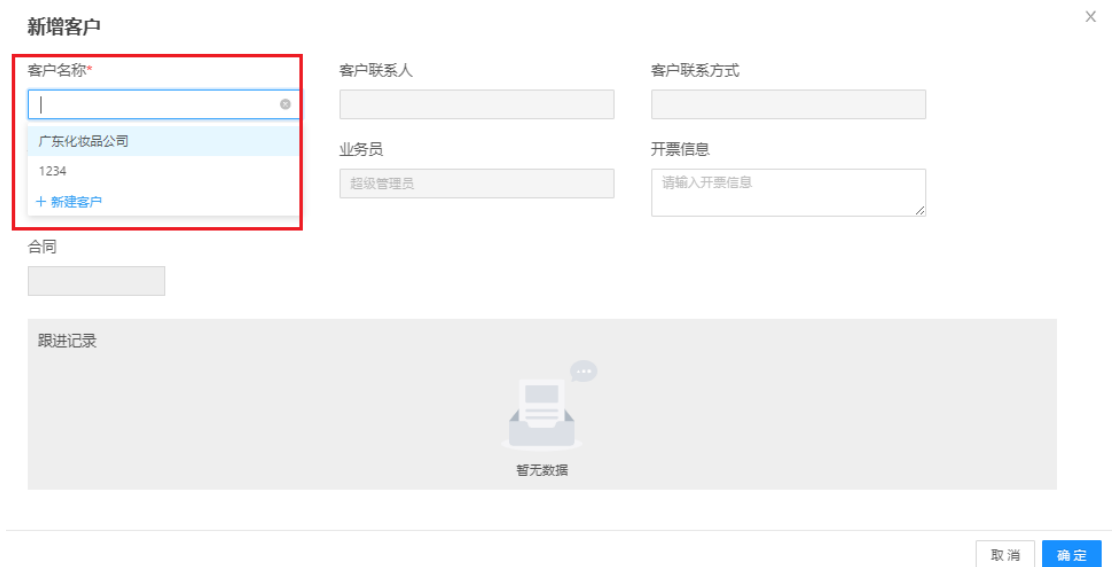 新增客户
客户名称*
客户联系人
客户联系方式
广东化妆品公司
1234
+ 新建客户
业务员
超级管理员
开票信息
请输入开票信息
合同
跟进记录
暂无数据
取 消
确 定